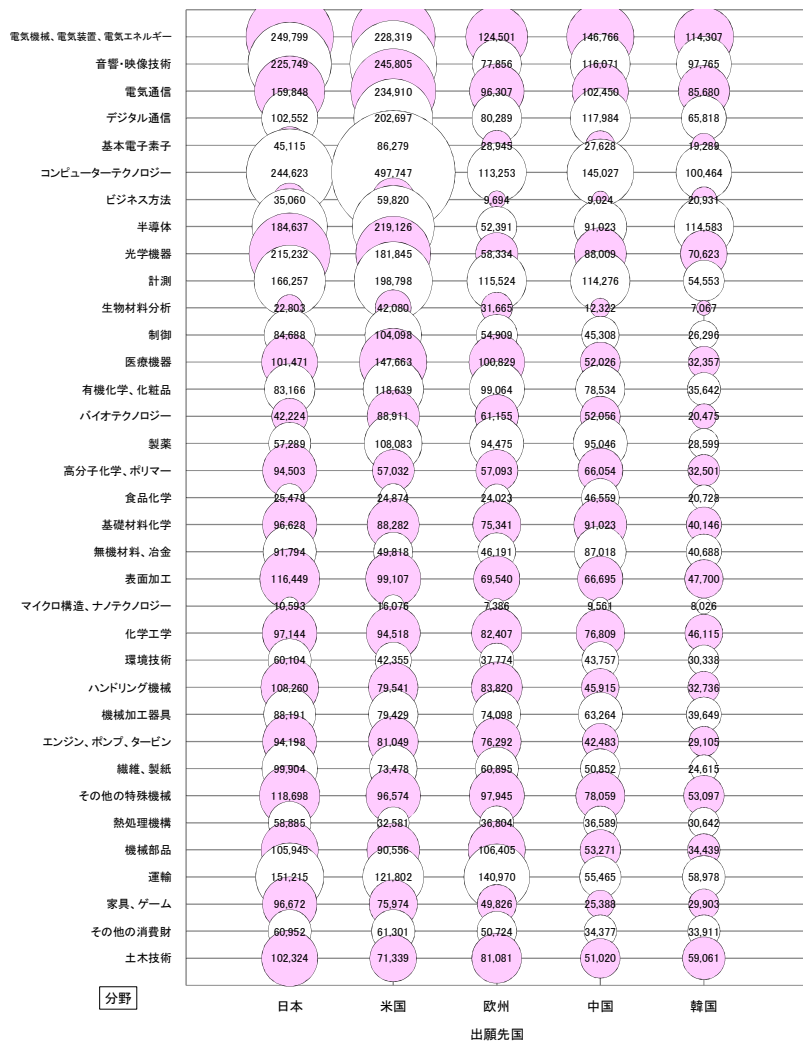 電気機械、電気装置、電気エネルギー 249,799 228,319 124,501 146,766 114,307
音響・映像技術 225,749 245,805 77,856 116,071 97,765
電気通信 159,848 234,910 96,307 102,450 85,680
デジタル通信 102,552 202,697 80,289 117,984 65,818
基本電子素子 45,115 86,279 28,945 27,628 19,289
コンピューターテクノロジー 244,623 497,747 113,253 145,027 100,464
ビジネス方法 35,060 59,820 9,694 9,024 20,931
半導体 184,637 219,126 52,391 91,023 114,583
光学機器 215,232 181,845 58,334 88,009 70,623
計測 166,257 198,798 115,524 114,276 54,553
生物材料分析 22,803 42,080 31,665 12,322 7,067
制御 84,688 104,098 54,909 45,308 26,296
医療機器 101,471 147,663 100,829 52,026 32,357
有機化学、化粧品 83,166 118,639 99,064 78,534 35,642
バイオテクノロジー 42,224 88,911 61,155 52,056 20,475
製薬 57,289 108,083 94,475 95,046 28,599
高分子化学、ポリマー 94,503 57,032 57,093 66,054 32,501
食品化学 25,479 24,874 24,023 46,559 20,728
基礎材料化学 96,628 88,282 75,341 91,023 40,146
無機材料、冶金 91,794 49,818 46,191 87,018 40,688
表面加工 116,449 99,107 69,540 66,695 47,700
マイクロ構造、ナノテクノロジー 10,593 16,076 7,386 9,561 8,026
化学工学 97,144 94,518 82,407 76,809 46,115
環境技術 60,104 42,355 37,774 43,757 30,338
ハンドリング機械 108,260 79,541 83,820 45,915 32,736
機械加工器具 88,191 79,429 74,098 63,264 39,649
エンジン、ポンプ、タービン 94,198 81,049 76,292 42,483 29,105
繊維、製紙 99,904 73,478 60,895 50,852 24,615
その他の特殊機械 118,698 96,574 97,945 78,059 53,097
熱処理機構 58,885 32,581 36,804 36,589 30,642
機械部品 105,945 90,556 106,405 53,271 34,439
運輸 151,215 121,802 140,970 55,465 58,978
家具、ゲーム 96,672 75,974 49,826 25,388 29,903
その他の消費財 60,952 61,301 50,724 34,377 33,911
土木技術 102,324 71,339 81,081 51,020 59,061
分野 日本 米国 欧州 中国 韓国
出願先国